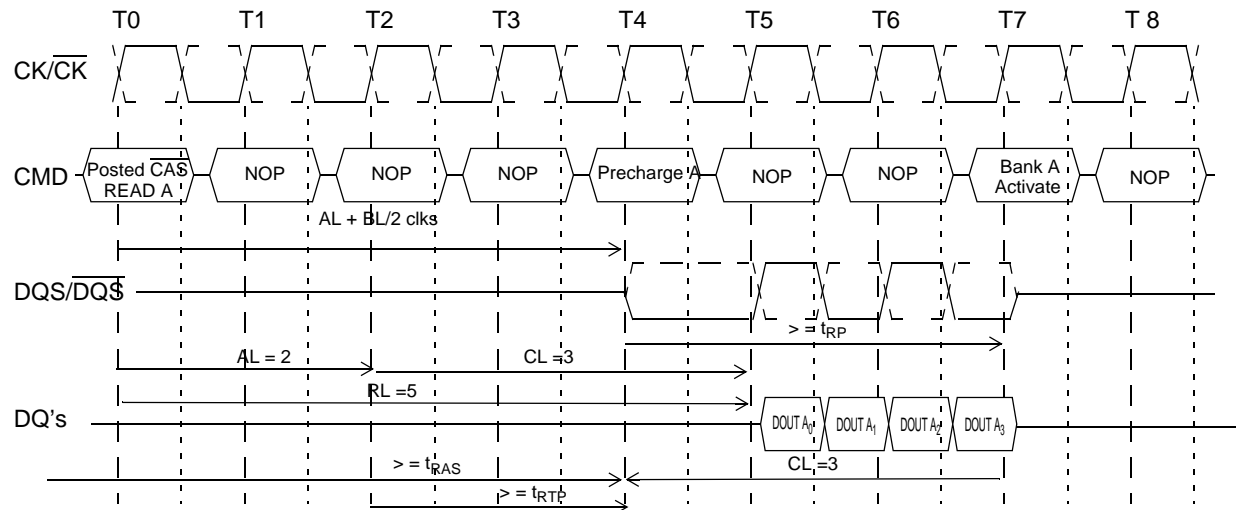 T0 T1 T2 T3 T4 T5 T6 T7 T 8
CK/CK
CMD
Posted CAS
READ A
NOP
NOP
NOP
Precharge A
NOP
NOP
Bank A
Activate
NOP
AL + BL/2 clks
DQS/DQS
> = tRP
AL = 2
CL =3
RL =5
DQ's
DOUT A0
DOUT A1
DOUT A2
DOUT A3
> = tRAS
CL =3
> = tRTP